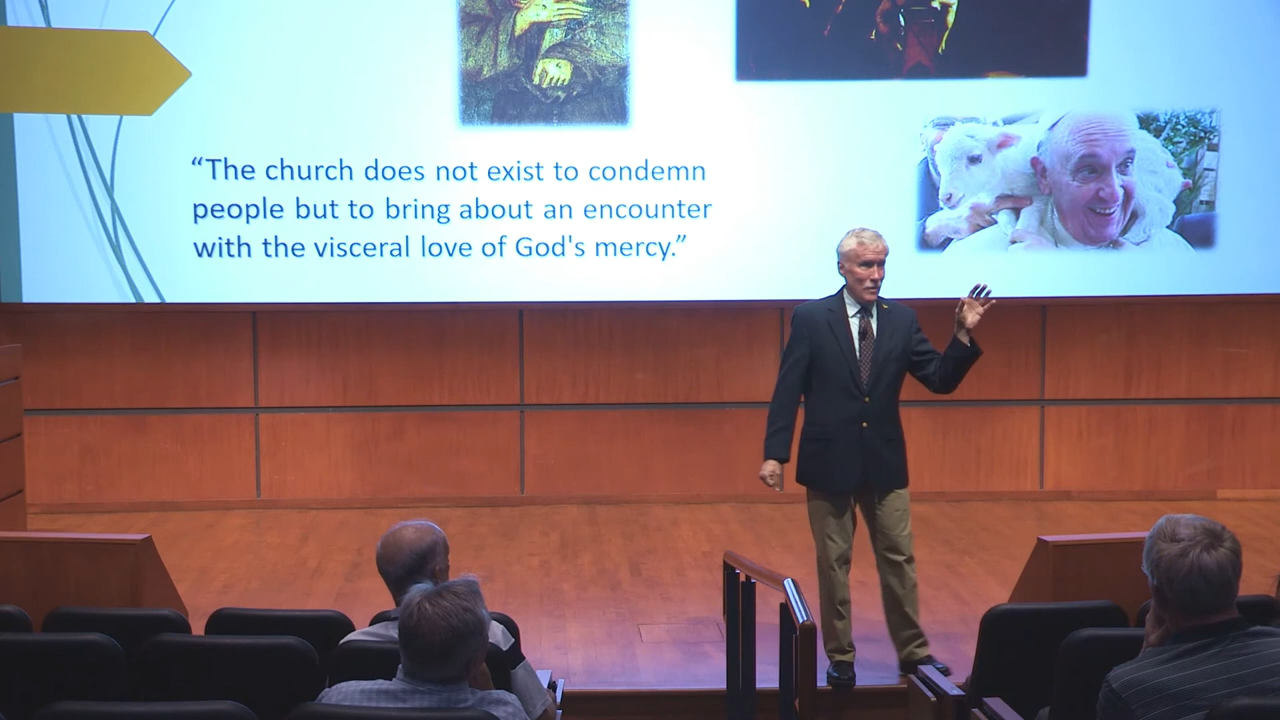 “The church does not exist to condemn
people but to bring about an encounter
with the visceral love of God's mercy.”